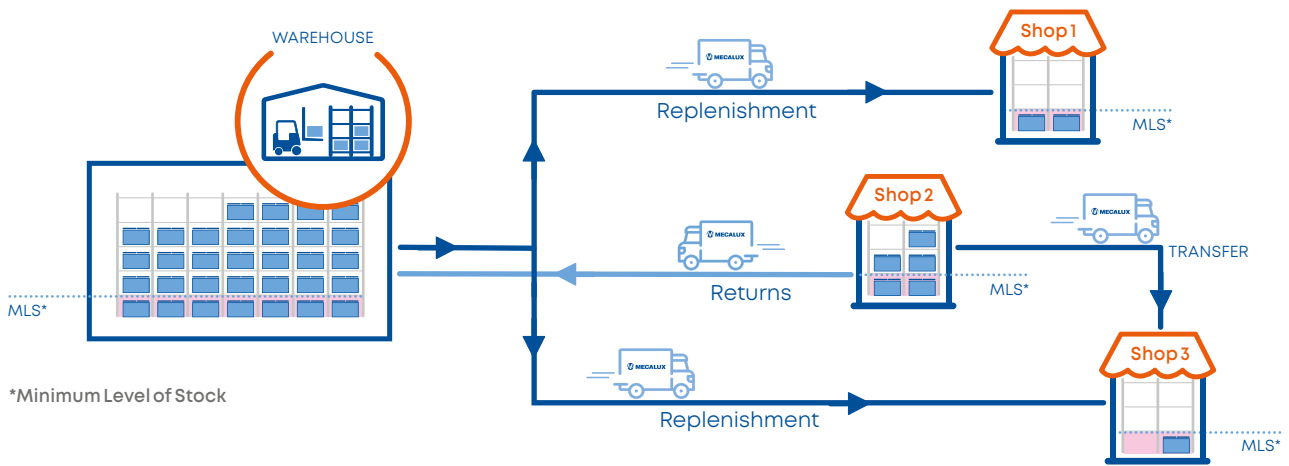 WAREHOUSE
Shop 1
MECALUX
Replenishment
MLS*
Shop 2
MECALUX
MECALUX
TRANSFER
Returns
MLS*
MLS*
Shop 3
MECALUX
*Minimum Level of Stock
Replenishment
MLS*